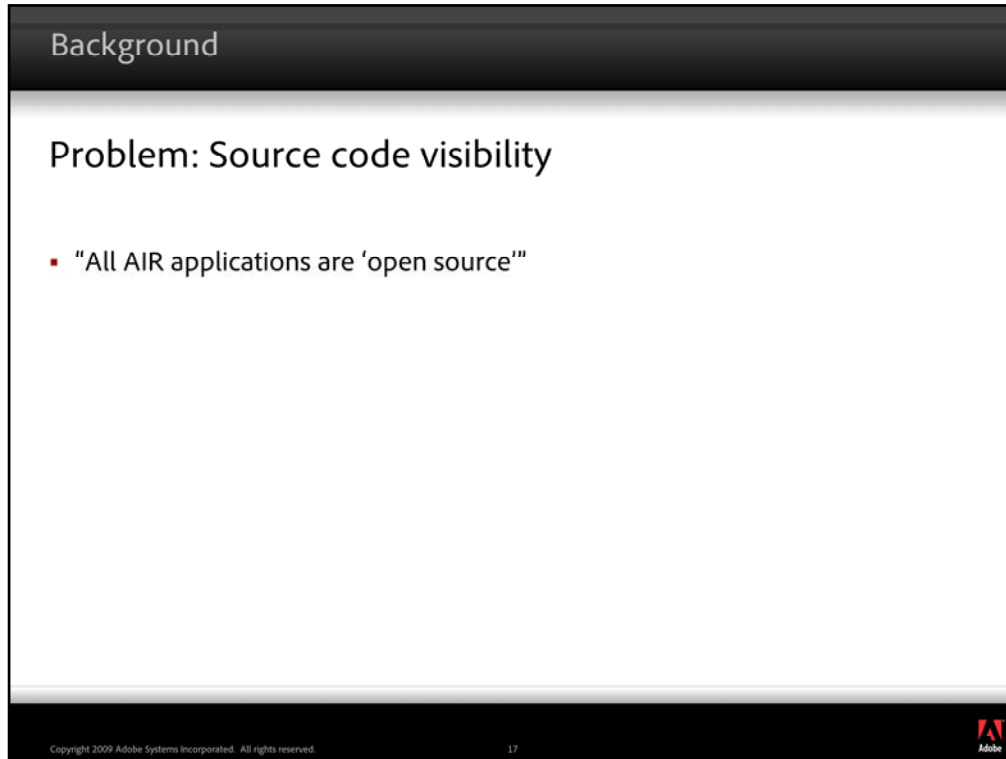 Background
Problem: Source code visibility
▪ "All AIR applications are ‘open source’"
Copyright 2009 Adobe Systems Incorporated. All rights reserved.
17
Adobe